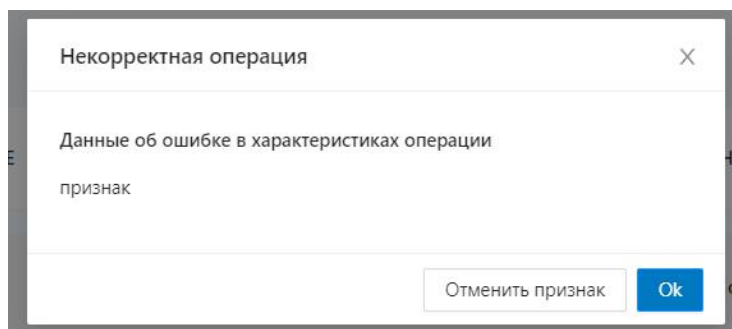 Некорректная операция
Данные об ошибке в характеристиках операции
признак
Отменить признак
Ok